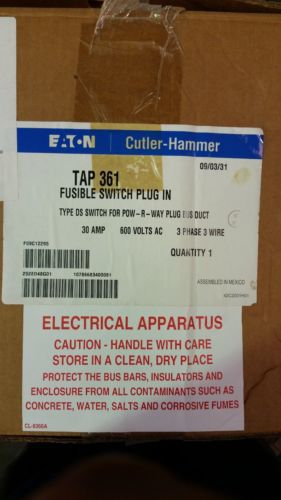 EATON Cutler-Hammer
09/03/31
TAP 361
FUSIBLE SWITCH PLUG IN
TYPE DS SWITCH FOR POW-R-WAY PLUG BUS DUCT
30 AMP 600 VOLTS AC 3 PHASE 3 WIRE
QUANTITY 1
ASSEMBLED IN MEXICO
ELECTRICAL APPARATUS
CAUTION - HANDLE WITH CARE
STORE IN A CLEAN, DRY PLACE
PROTECT THE BUS BARS, INSULATORS AND
ENCLOSURE FROM ALL CONTAMINANTS SUCH AS
CONCRETE, WATER, SALTS AND CORROSIVE FUMES